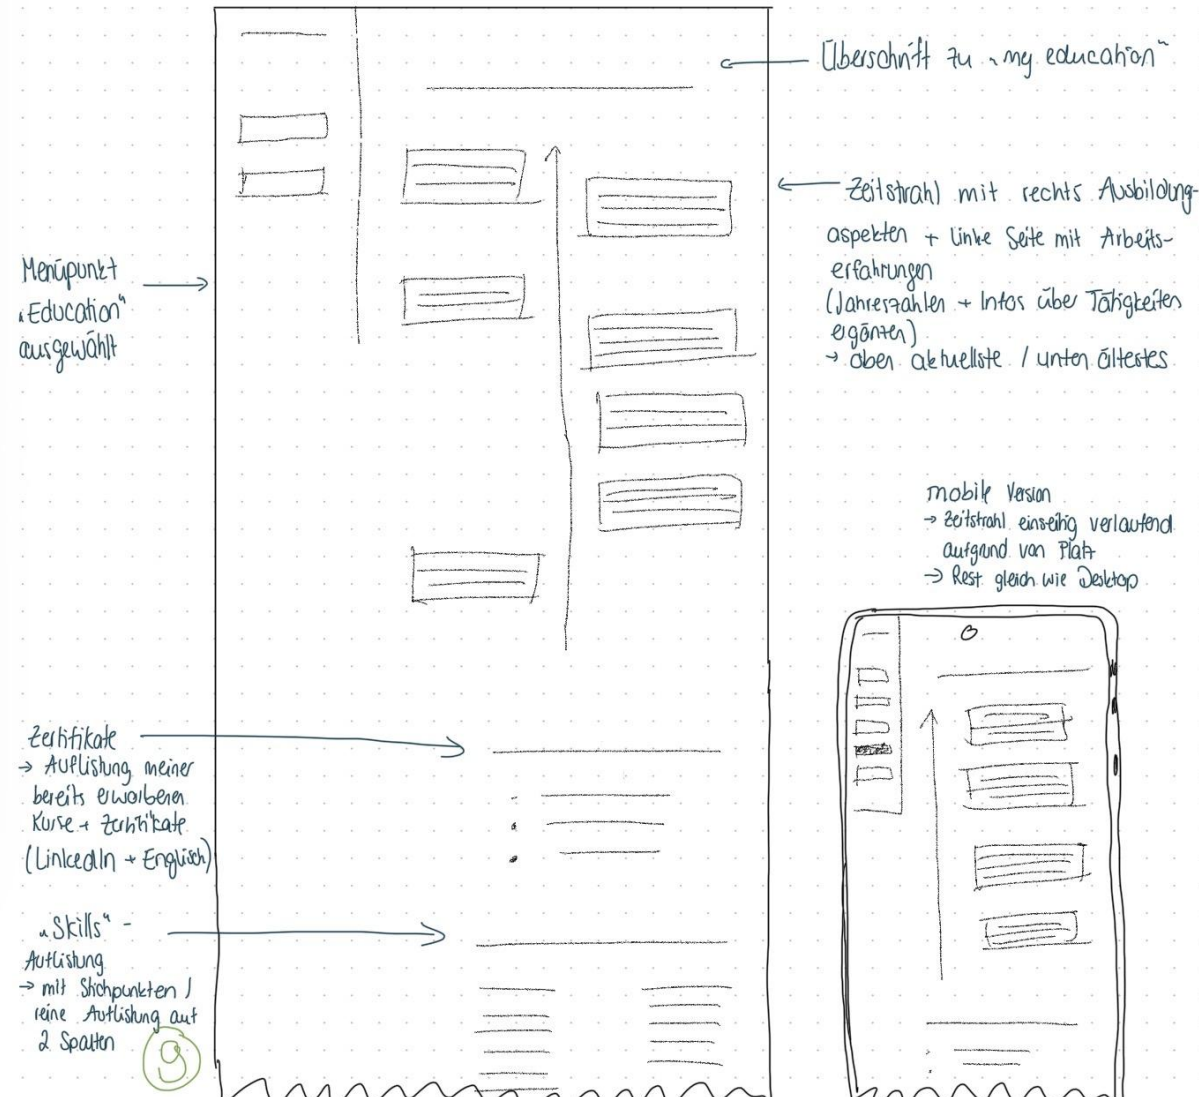 Überschrift zu „my education“
Zeitstrahl mit rechts Ausbildung-
aspekten + linke Seite mit Arbeits-
erfahrungen
(Jahreszahlen + Infos über Tätigkeiten
ergänzen)
→ oben aktuellste / unten ältestes
Menüpunkt
„Education“
ausgewählt
mobile Version
→ Zeitstrahl einseitig verlaufend
aufgrund von Platz
→ Rest gleich wie Desktop
Zertifikate
→ Auflistung meiner
bereits erworbenen
Kurse + Zertifikate
(LinkedIn + Englisch)
„Skills“ -
Auflistung
→ mit Stichpunkten /
reine Auflistung auf
2 Spalten
9